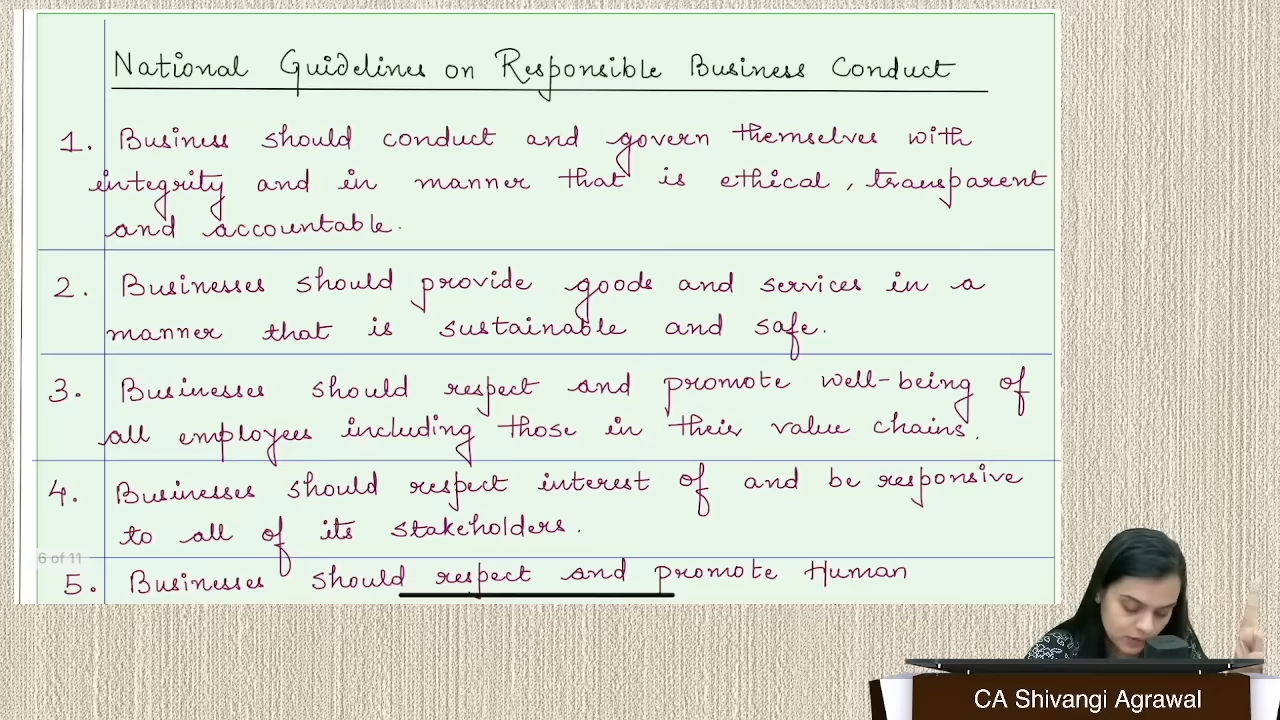 National Guidelines on Responsible Business Conduct
1. Business should conduct and govern themselves with
integrity and in manner that is ethical, transparent
and accountable.
2. Businesses should provide goods and services in a
manner that is sustainable and safe.
3. Businesses should respect and promote well-being of
all employees including those in their value chains.
4. Businesses should respect interest of and be responsive
to all of its stakeholders.
6 of 11
5. Businesses should respect and promote Human
CA Shivangi Agrawal